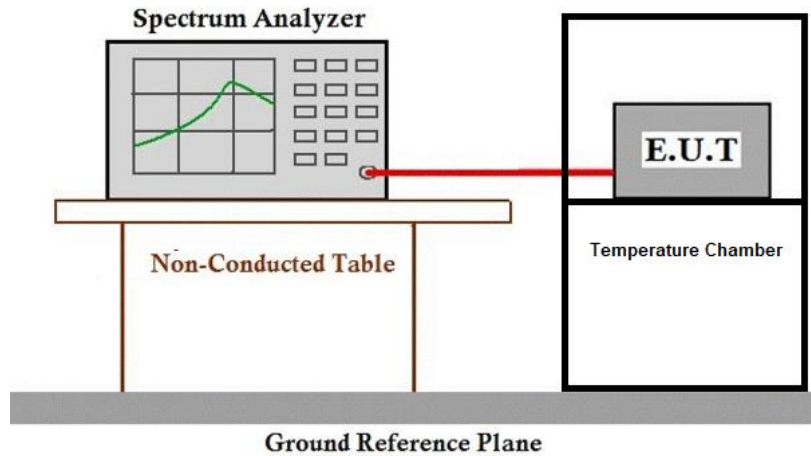 Spectrum Analyzer
E.U.T
Temperature Chamber
Non-Conducted Table
Ground Reference Plane